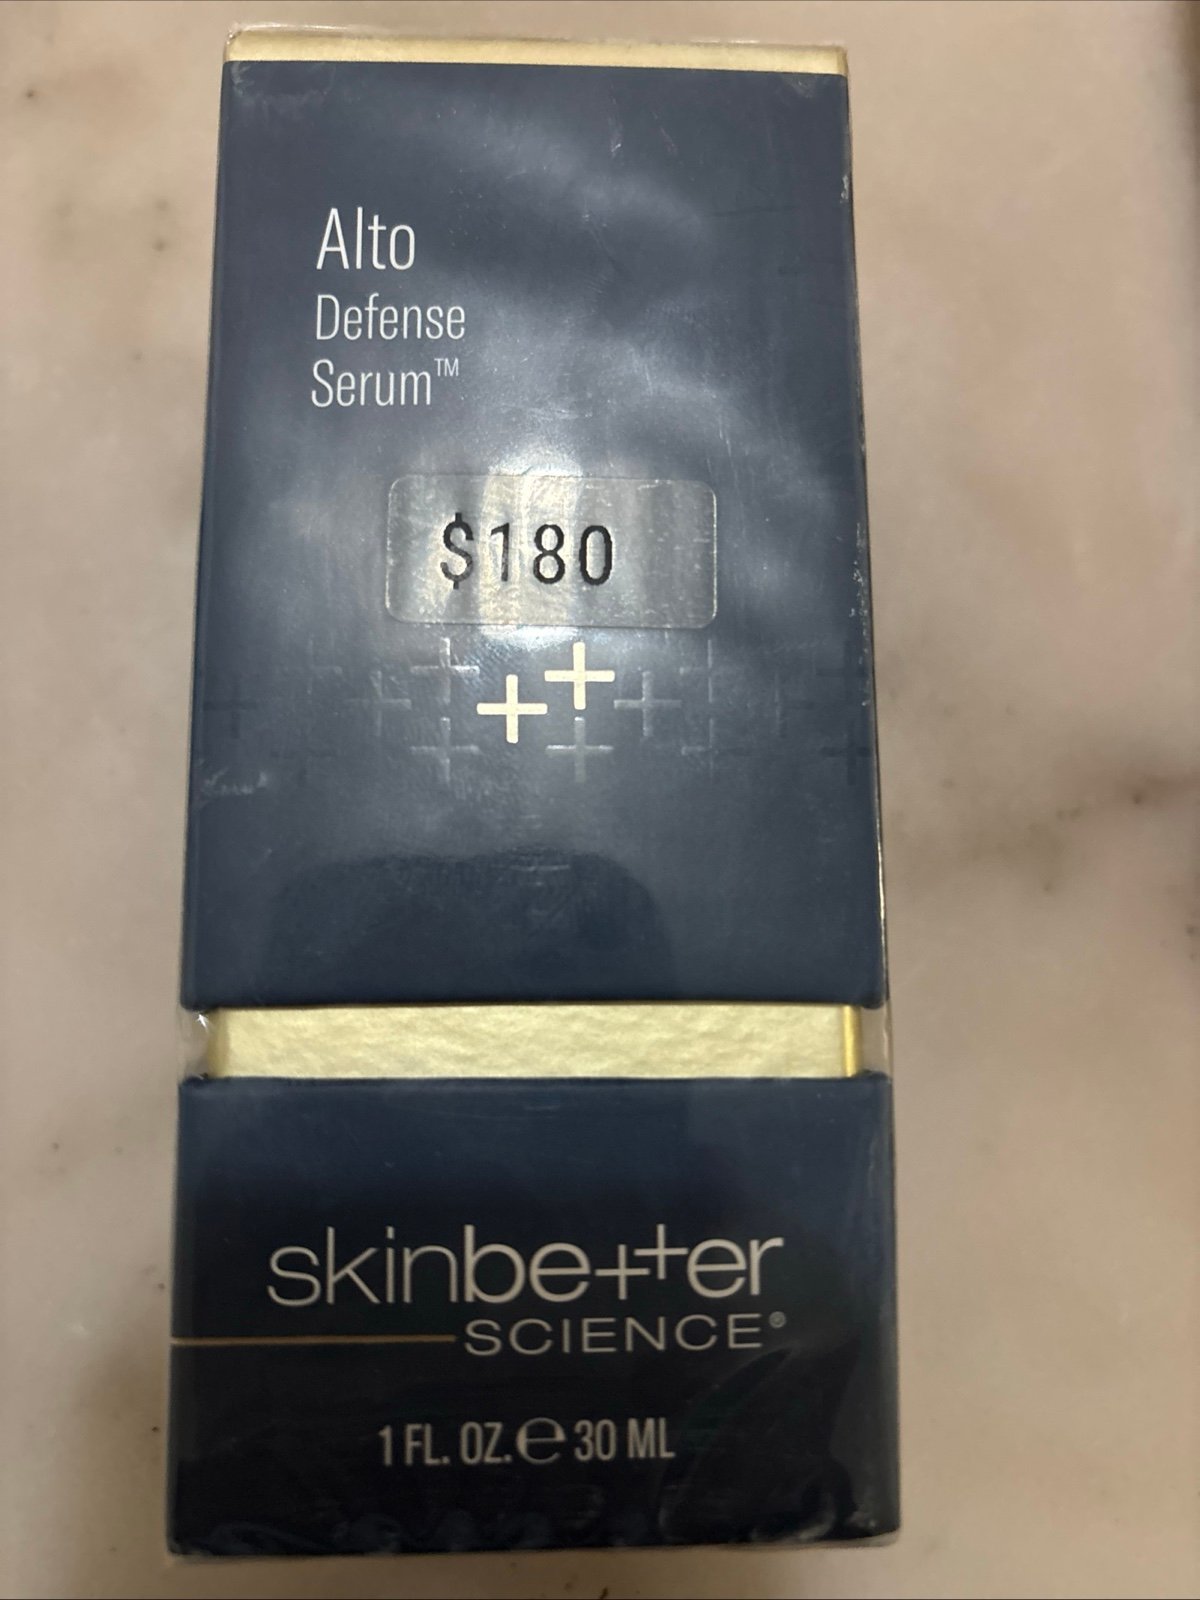 Alto
Defense
Serum™
$180
skinbetter
SCIENCE®
1 FL. OZ. ℮ 30 ML